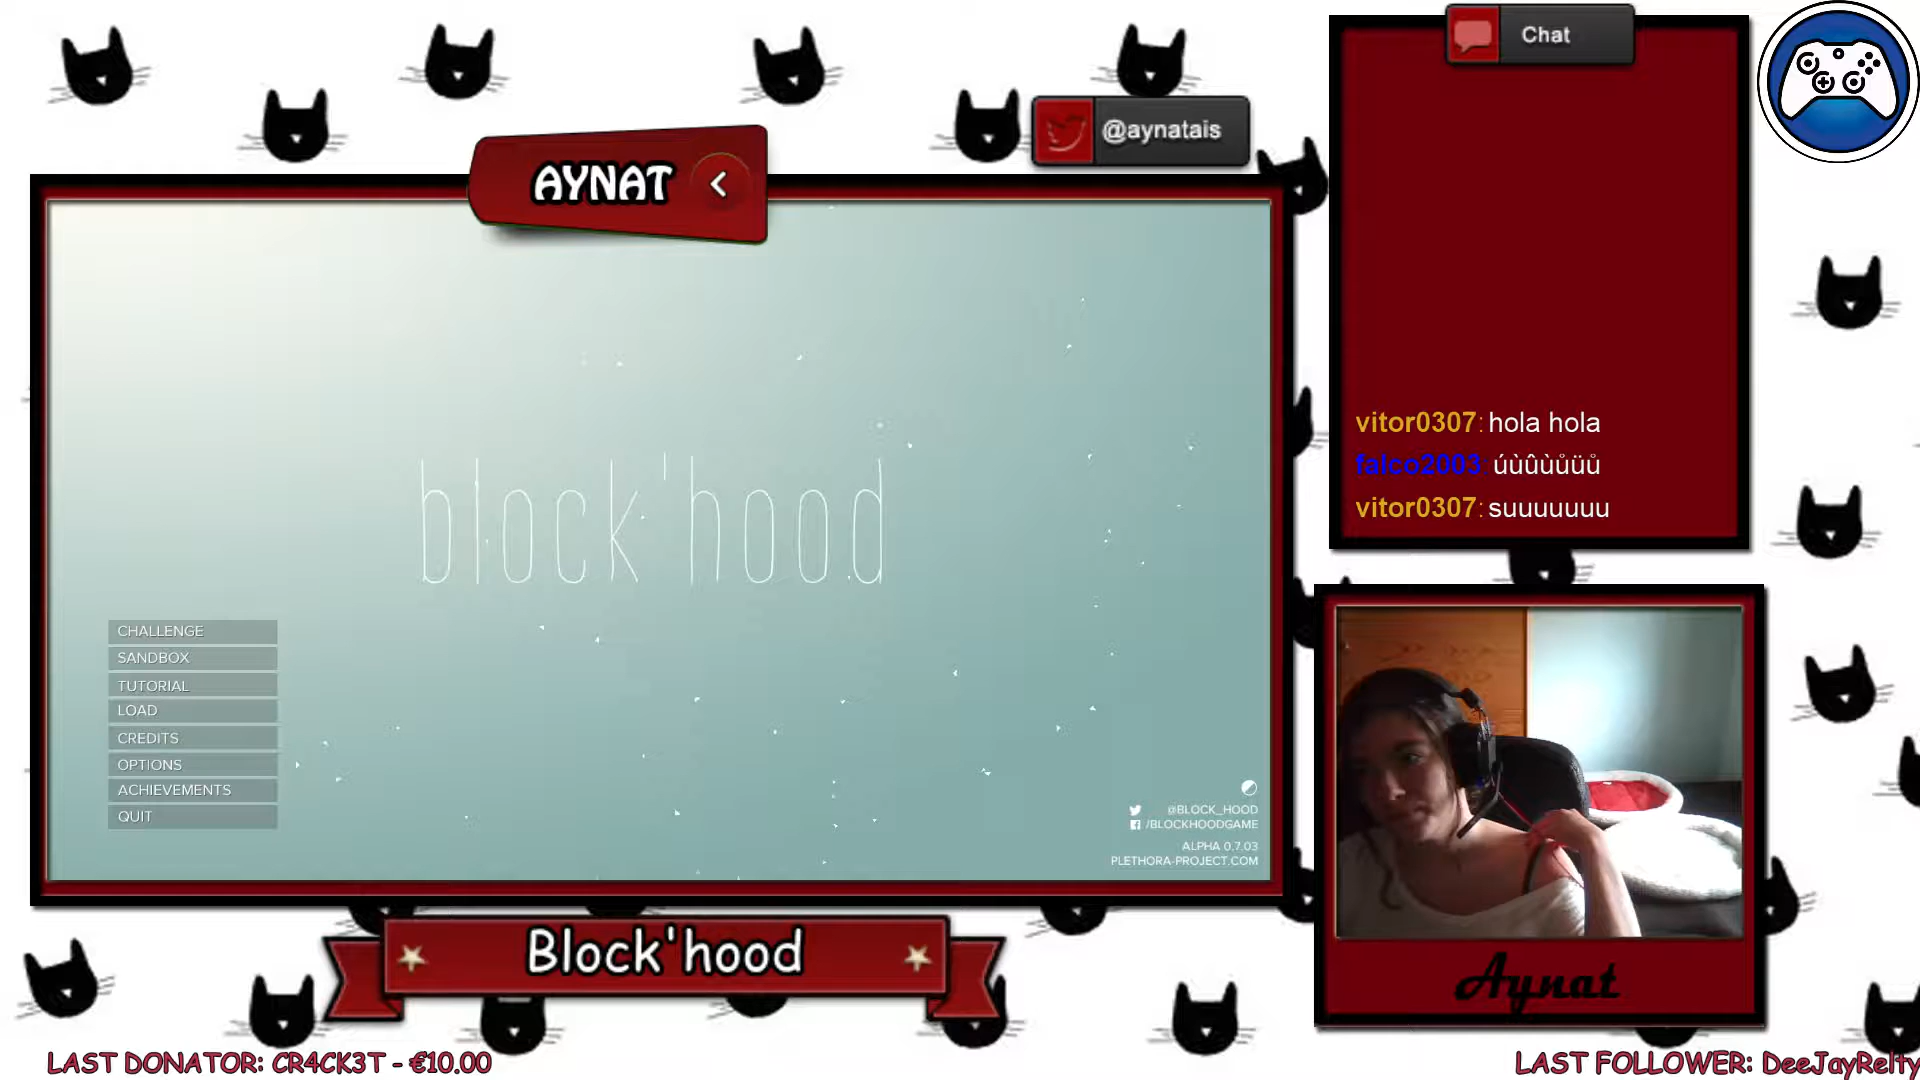 Chat
@aynatais
AYNAT
block'hood
vitor0307: hola hola
falco2003: úùûùůüů
vitor0307: suuuuuuu
CHALLENGE
SANDBOX
TUTORIAL
LOAD
CREDITS
OPTIONS
ACHIEVEMENTS
QUIT
@BLOCK_HOOD
/BLOCKHOODGAME
ALPHA 0.7.03
PLETHORA-PROJECT.COM
Block'hood
Aynat
LAST DONATOR: CR4CK3T - €10.00
LAST FOLLOWER: DeeJayRelty